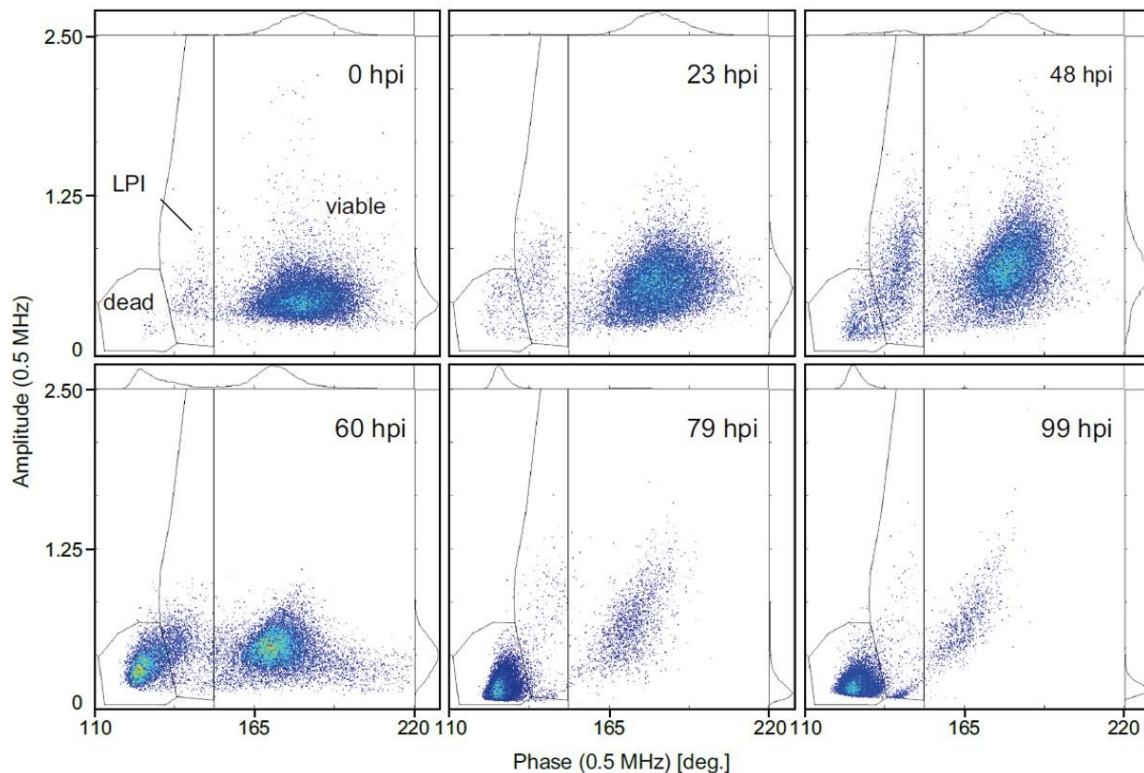 2.50
0 hpi
23 hpi
48 hpi
LPI
1.25
viable
dead
0
Amplitude (0.5 MHz)
2.50
60 hpi
79 hpi
99 hpi
1.25
0
110 165 220 110 165 220 110 165 220
Phase (0.5 MHz) [deg.]